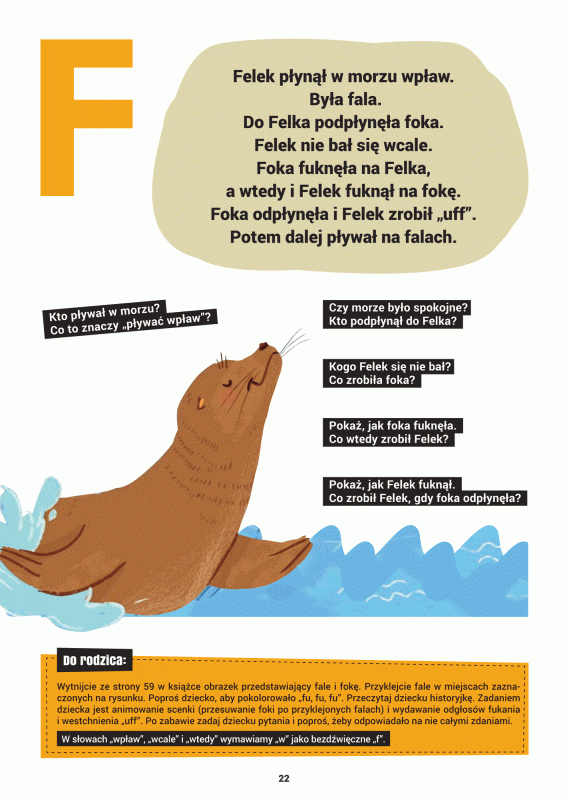 F
Felek płynął w morzu wpław.
Była fala.
Do Felka podpłynęła foka.
Felek nie bał się wcale.
Foka fuknęła na Felka,
a wtedy i Felek fuknął na fokę.
Foka odpłynęła i Felek zrobił „uff”.
Potem dalej pływał na falach.
Kto pływał w morzu?
Co to znaczy „pływać wpław”?
Czy morze było spokojne?
Kto podpłynął do Felka?
Kogo Felek się nie bał?
Co zrobiła foka?
Pokaż, jak foka fuknęła.
Co wtedy zrobił Felek?
Pokaż, jak Felek fuknął.
Co zrobił Felek, gdy foka odpłynęła?
Do rodzica:
Wytnijcie ze strony 59 w książce obrazek przedstawiający fale i fokę. Przyklejcie fale w miejscach zazna-
czonych na rysunku. Poproś dziecko, aby pokolorowało „fu, fu, fu”. Przeczytaj dziecku historyjkę. Zadaniem
dziecka jest animowanie scenki (przesuwanie foki po przyklejonych falach) i wydawanie odgłosów fukania
i westchnienia „uff”. Po zabawie zadaj dziecku pytania i poproś, żeby odpowiadało na nie całymi zdaniami.
W słowach „wpław”, „wcale” i „wtedy” wymawiamy „w” jako bezdźwięczne „f”.
22